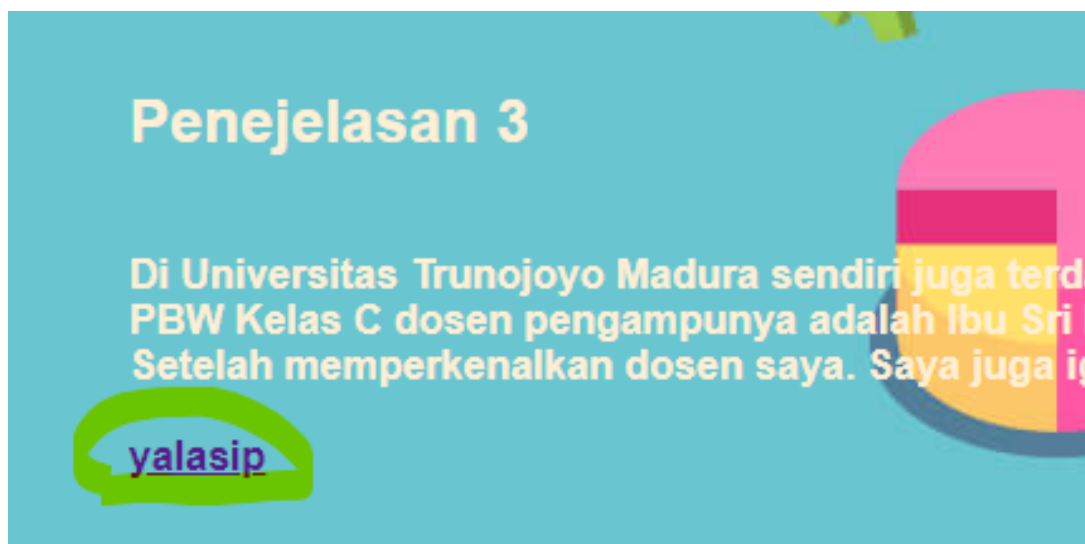 Penejelasan 3
Di Universitas Trunojoyo Madura sendiri juga
PBW Kelas C dosen pengampunya adalah Ibu Sri
Setelah memperkenalkan dosen saya. Saya juga
yalasip